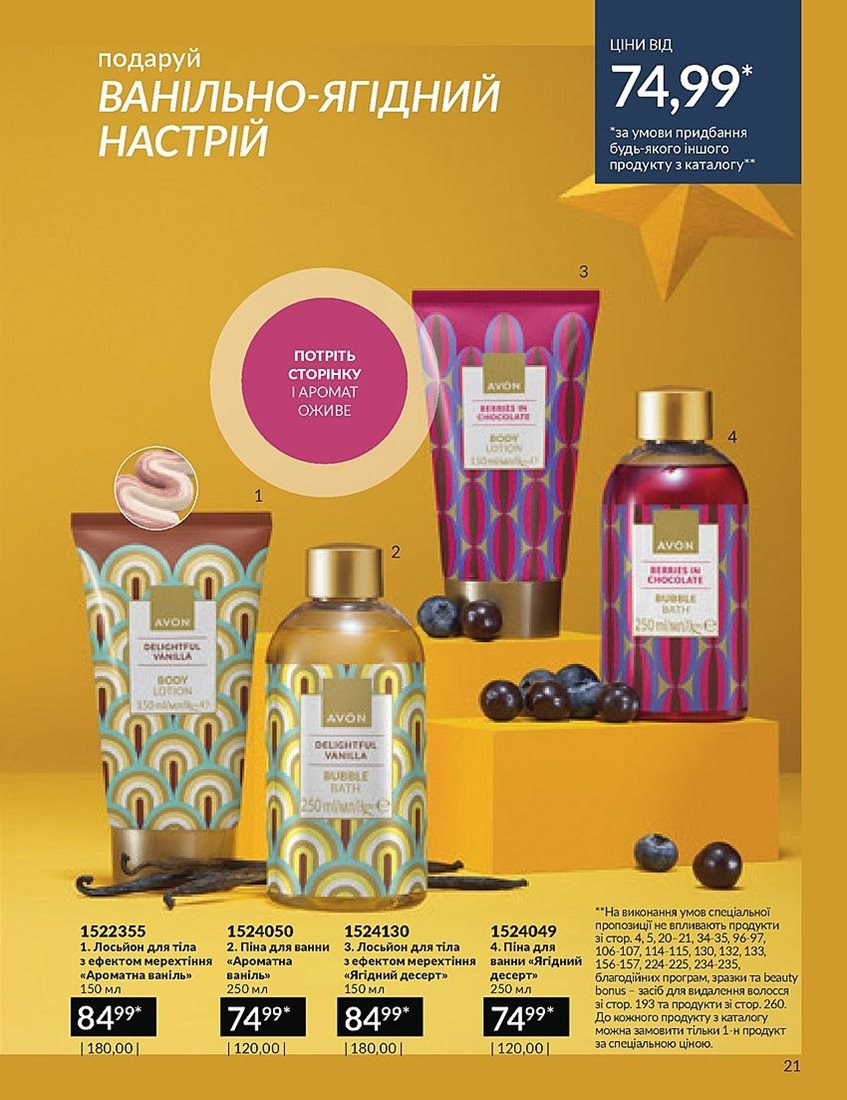 подаруй
ВАНІЛЬНО-ЯГІДНИЙ
НАСТРІЙ
ЦІНИ ВІД
74,99*
*за умови придбання
будь-якого іншого
продукту з каталогу**
3
ПОТРІТЬ
СТОРІНКУ
І АРОМАТ
ОЖИВЕ
AVON
BERRIES IN
CHOCOLATE
BODY
LOTION
150 ml
4
AVON
BERRIES IN
CHOCOLATE
BUBBLE
BATH
250 ml
1
AVON
DELIGHTFUL
VANILLA
BODY
LOTION
150 ml
2
AVON
DELIGHTFUL
VANILLA
BUBBLE
BATH
250 ml
1522355
1. Лосьйон для тіла
з ефектом мерехтіння
«Ароматна ваніль»
150 мл
8499*
|180,00|
1524050
2. Піна для ванни
«Ароматна
ваніль»
250 мл
7499*
|120,00|
1524130
3. Лосьйон для тіла
з ефектом мерехтіння
«Ягідний десерт»
150 мл
8499*
|180,00|
1524049
4. Піна для
ванни «Ягідний
десерт»
250 мл
7499*
|120,00|
**На виконання умов спеціальної
пропозиції не впливають продукти
зі стор. 4, 5, 20–21, 34-35, 96-97,
106-107, 114-115, 130, 132, 133,
156-157, 224-225, 234-235,
благодійних програм, зразки та beauty
bonus – засіб для видалення волосся
зі стор. 193 та продукти зі стор. 260.
До кожного продукту з каталогу
можна замовити тільки 1-н продукт
за спеціальною ціною.
21